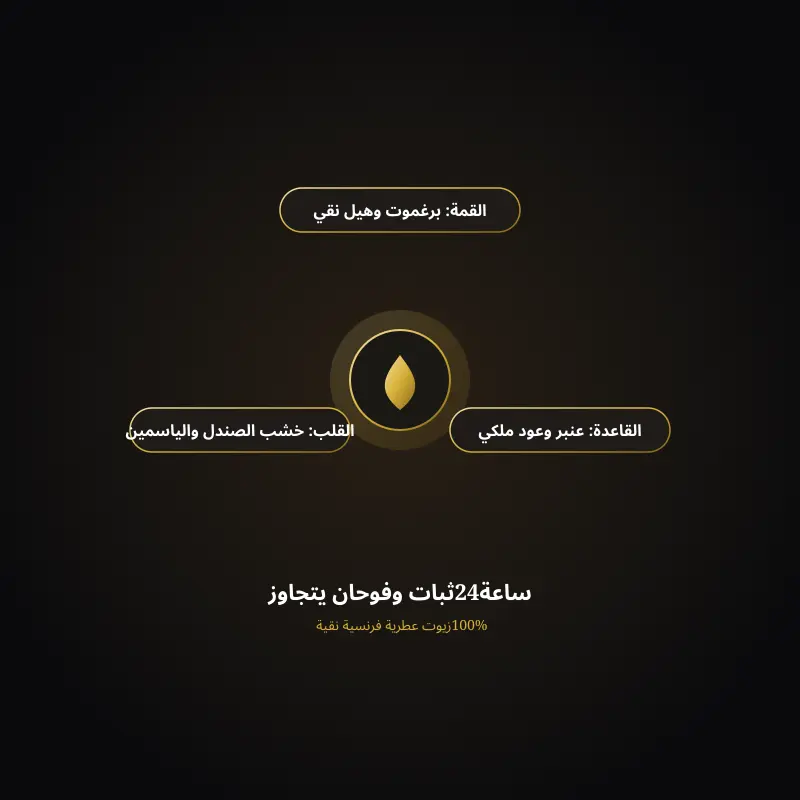 القمة: برغموت وهيل نقي
القاعدة: عنبر وعود ملكي
القلب: خشب الصندل والياسمين
ساعة24ثبات وفوحان يتجاوز
100%زيوت عطرية فرنسية نقية